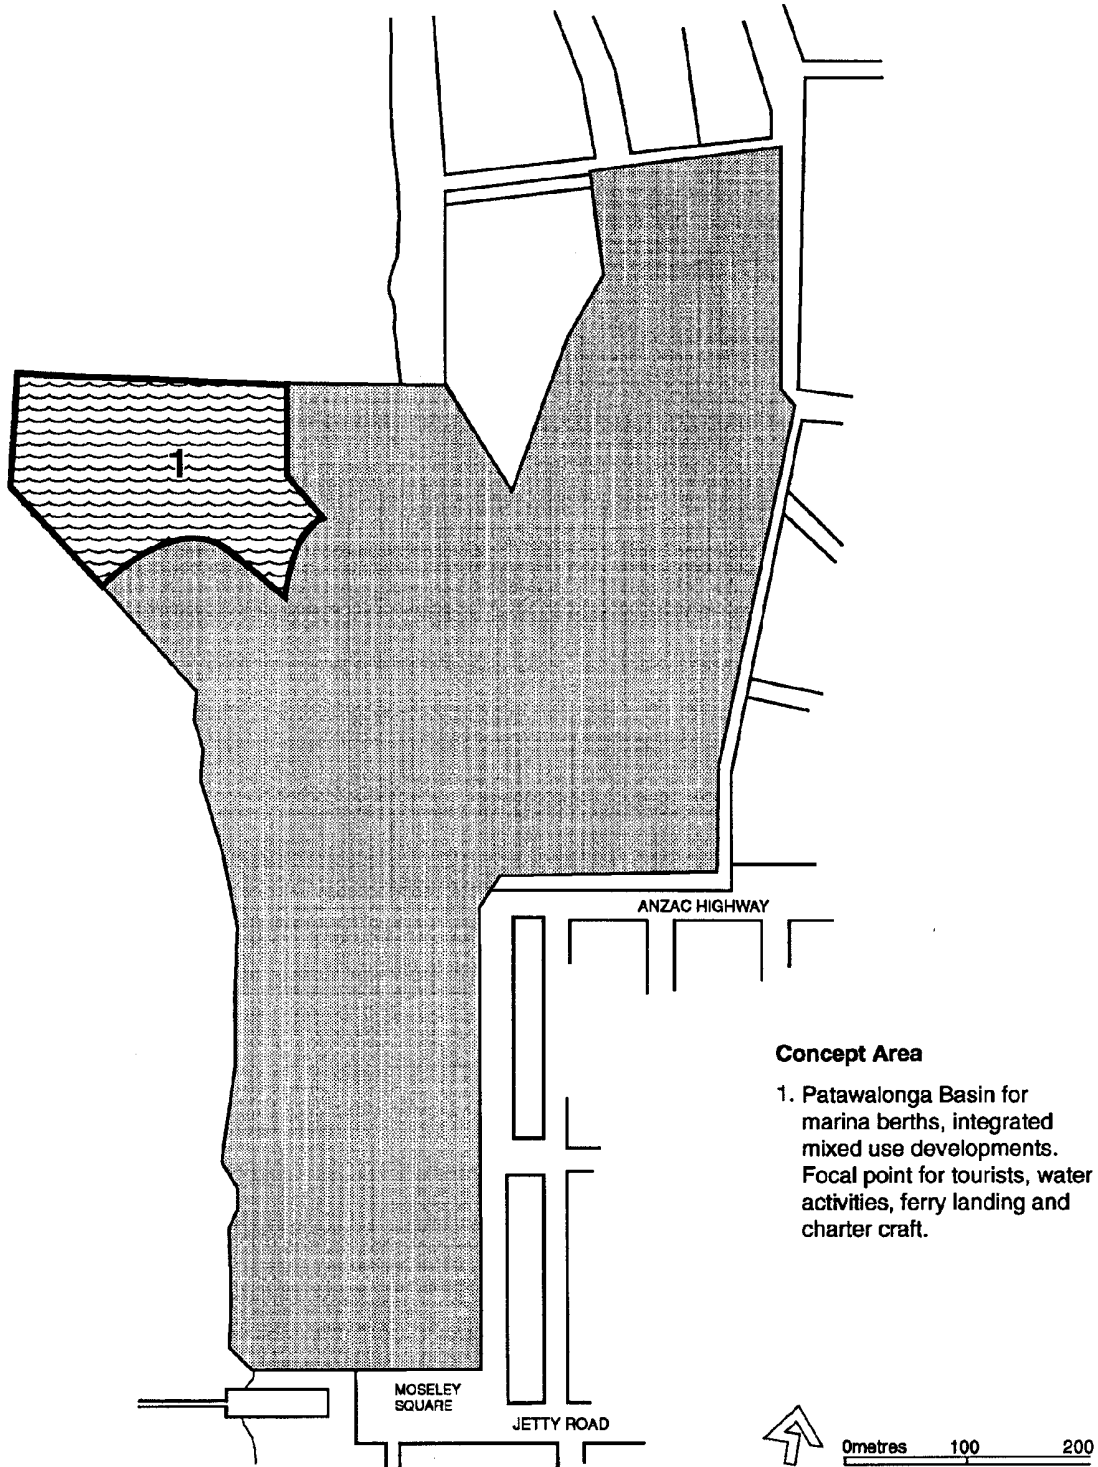 1
ANZAC HIGHWAY
Concept Area
1. Patawalonga Basin for
marina berths, integrated
mixed use developments.
Focal point for tourists, water
activities, ferry landing and
charter craft.
MOSELEY
SQUARE
JETTY ROAD
0metres 100 200